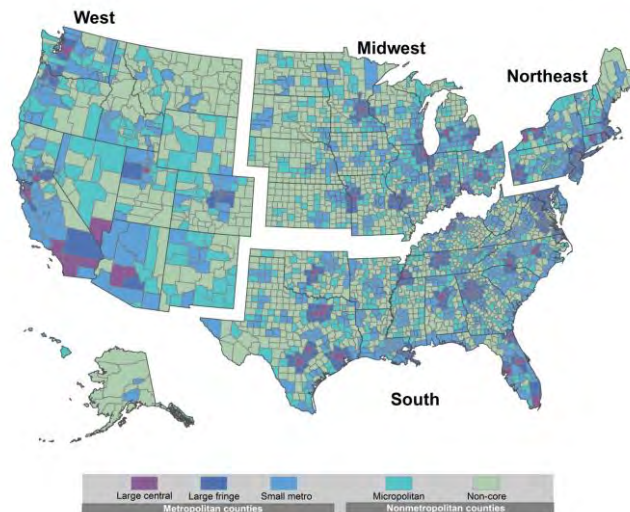 West
Midwest
Northeast
South
Large central
Large fringe
Small metro
Micropolitan
Non-core
Metropolitan counties
Nonmetropolitan counties